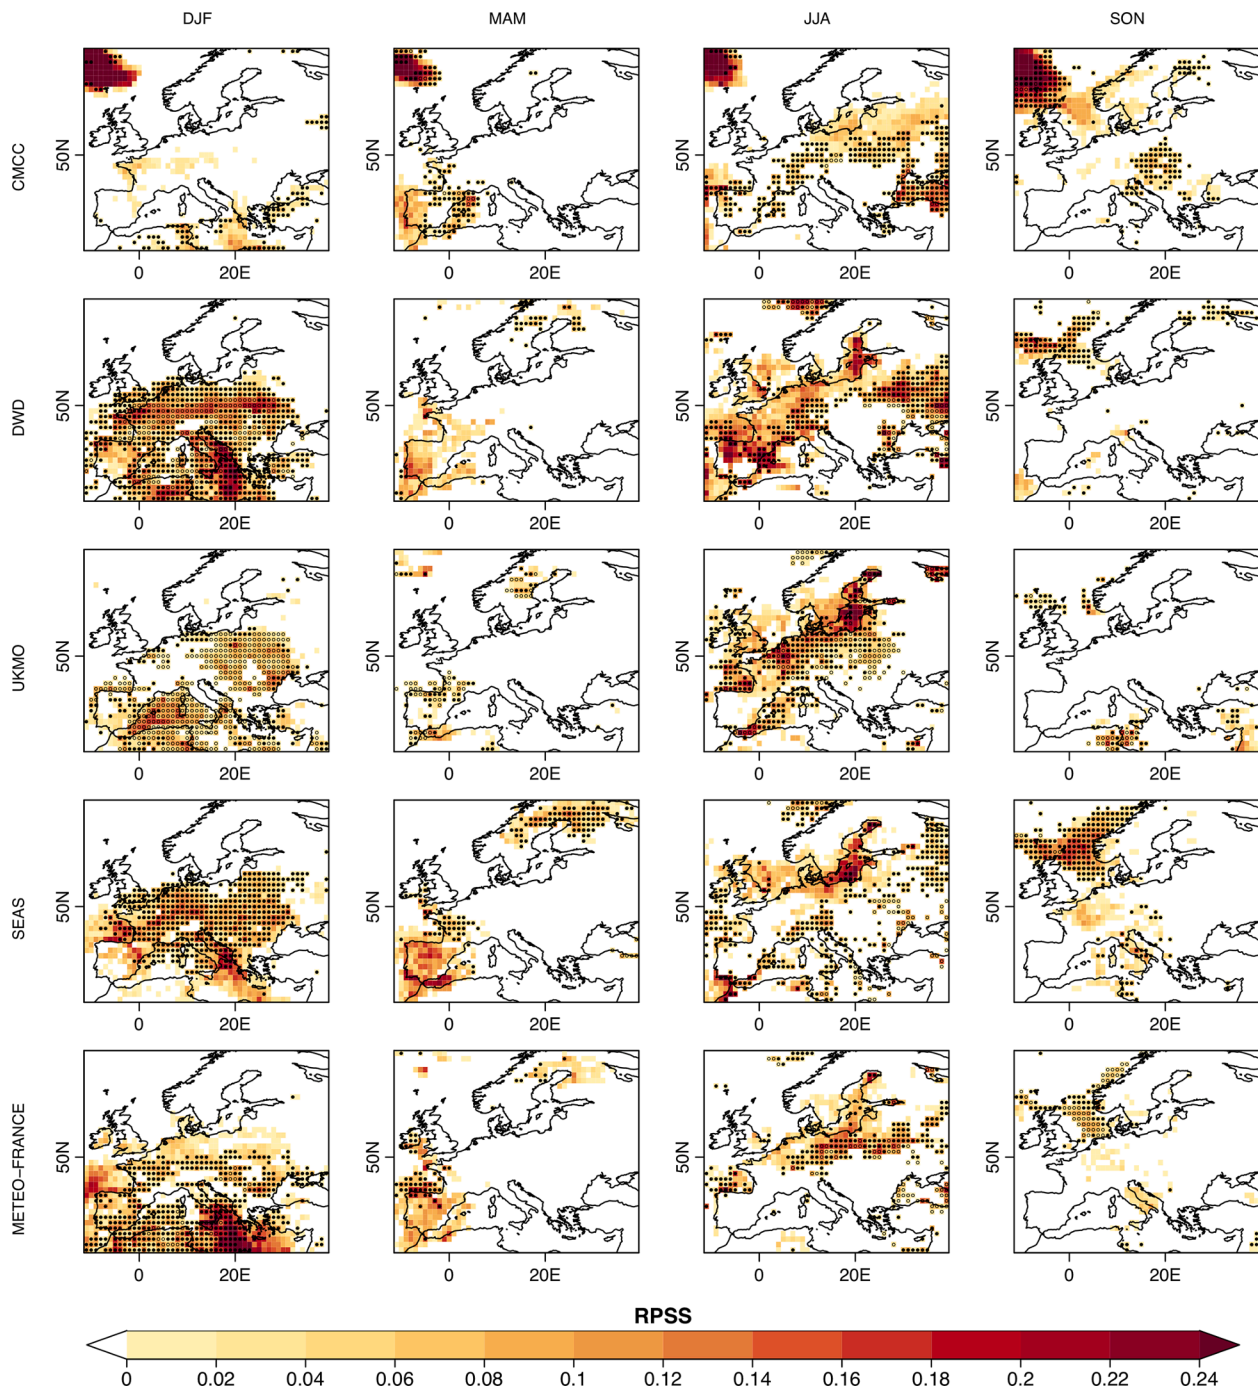 DJF MAM JJA SON
CMCC 50N 50N 50N 50N
0 20E 0 20E 0 20E 0 20E
DWD 50N 50N 50N 50N
0 20E 0 20E 0 20E 0 20E
UKMO 50N 50N 50N 50N
0 20E 0 20E 0 20E 0 20E
SEAS 50N 50N 50N 50N
0 20E 0 20E 0 20E 0 20E
METEO−FRANCE 50N 50N 50N 50N
0 20E 0 20E 0 20E 0 20E
RPSS
0 0.02 0.04 0.06 0.08 0.1 0.12 0.14 0.16 0.18 0.2 0.22 0.24